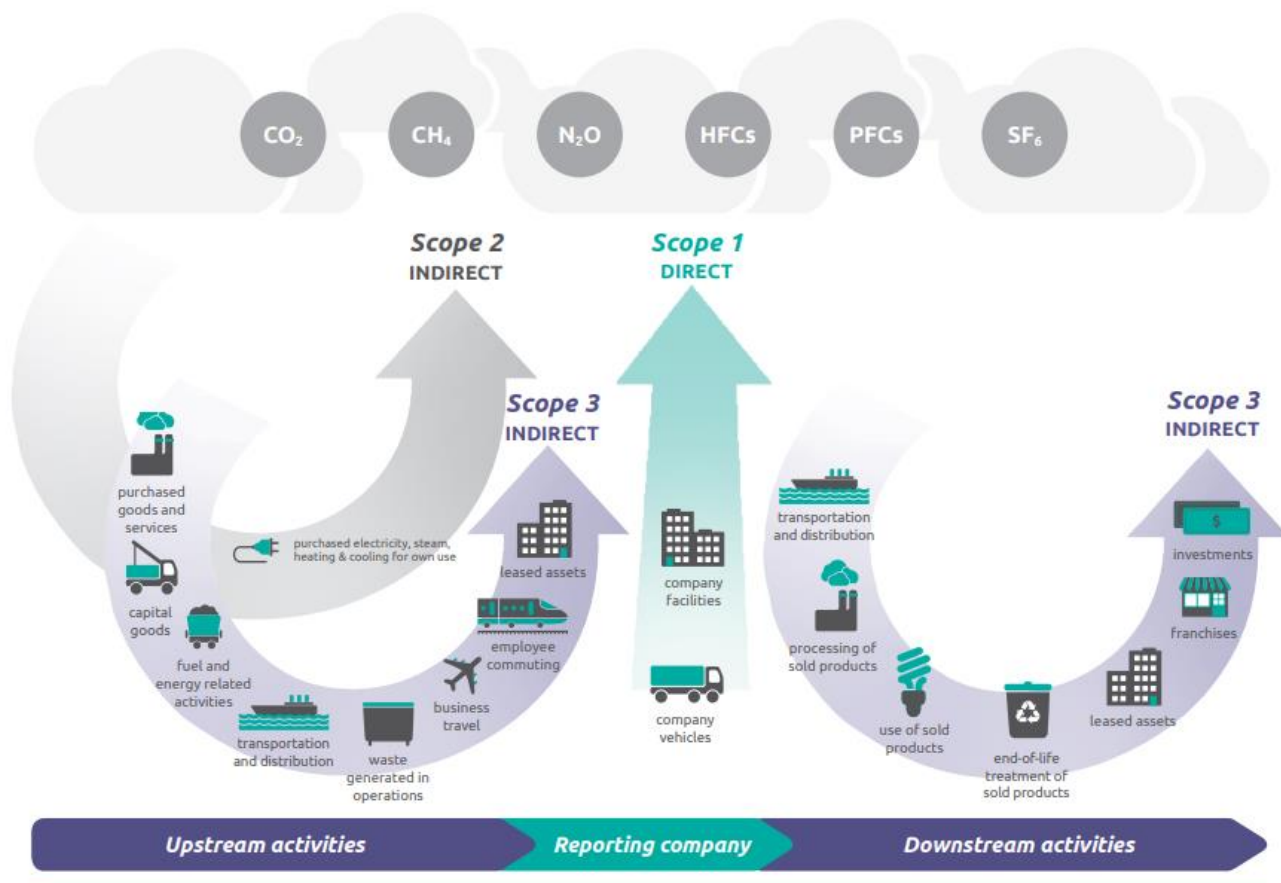 CO₂
CH₄
N₂O
HFCs
PFCs
SF₆
Scope 2
INDIRECT
Scope 1
DIRECT
Scope 3
INDIRECT
Scope 3
INDIRECT
purchased
goods and
services
capital
goods
fuel and
energy related
activities
purchased electricity, steam,
heating & cooling for own use
transportation
and distribution
waste
generated in
operations
business
travel
employee
commuting
leased assets
company
facilities
company
vehicles
transportation
and distribution
processing of
sold products
use of sold
products
end-of-life
treatment of
sold products
leased assets
franchises
$
investments
Upstream activities
Reporting company
Downstream activities